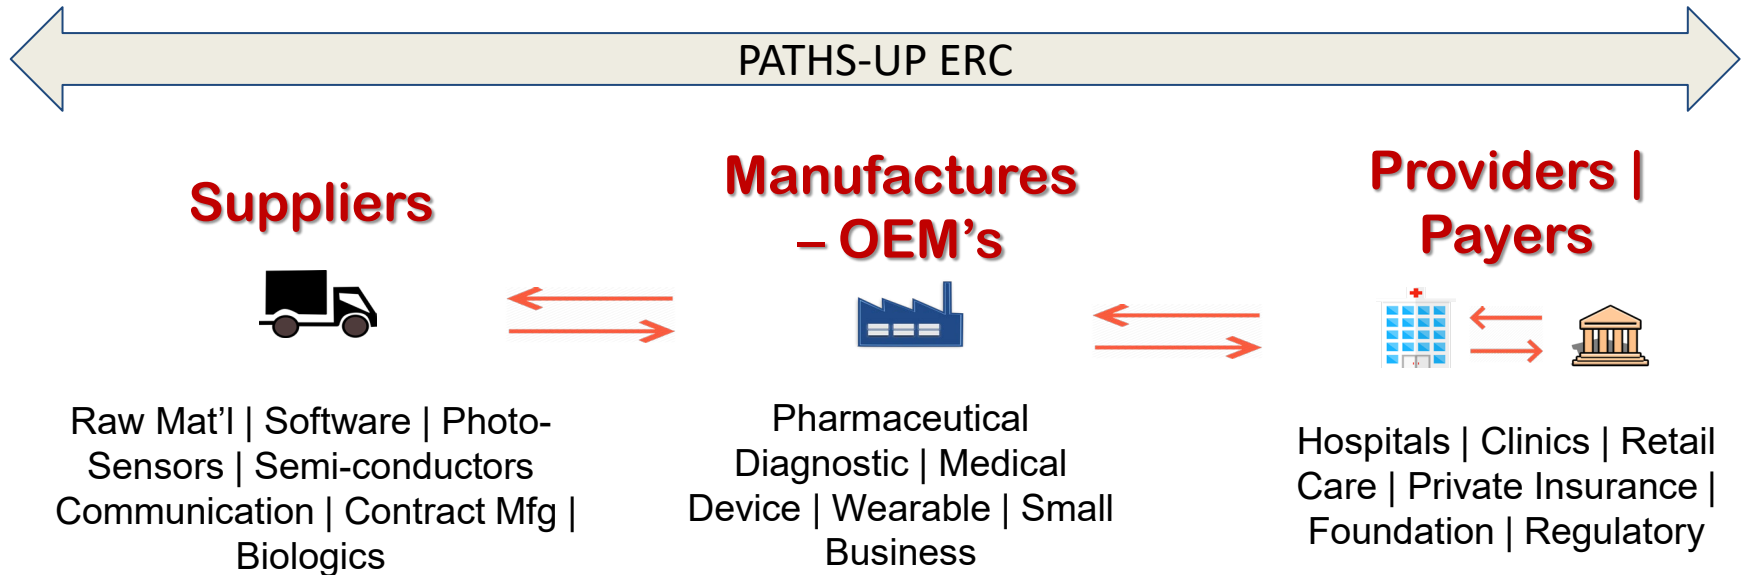 PATHS-UP ERC
Suppliers
Raw Mat’l | Software | Photo-
Sensors | Semi-conductors
Communication | Contract Mfg |
Biologics
Manufactures
– OEM’s
Pharmaceutical
Diagnostic | Medical
Device | Wearable | Small
Business
Providers |
Payers
Hospitals | Clinics | Retail
Care | Private Insurance |
Foundation | Regulatory